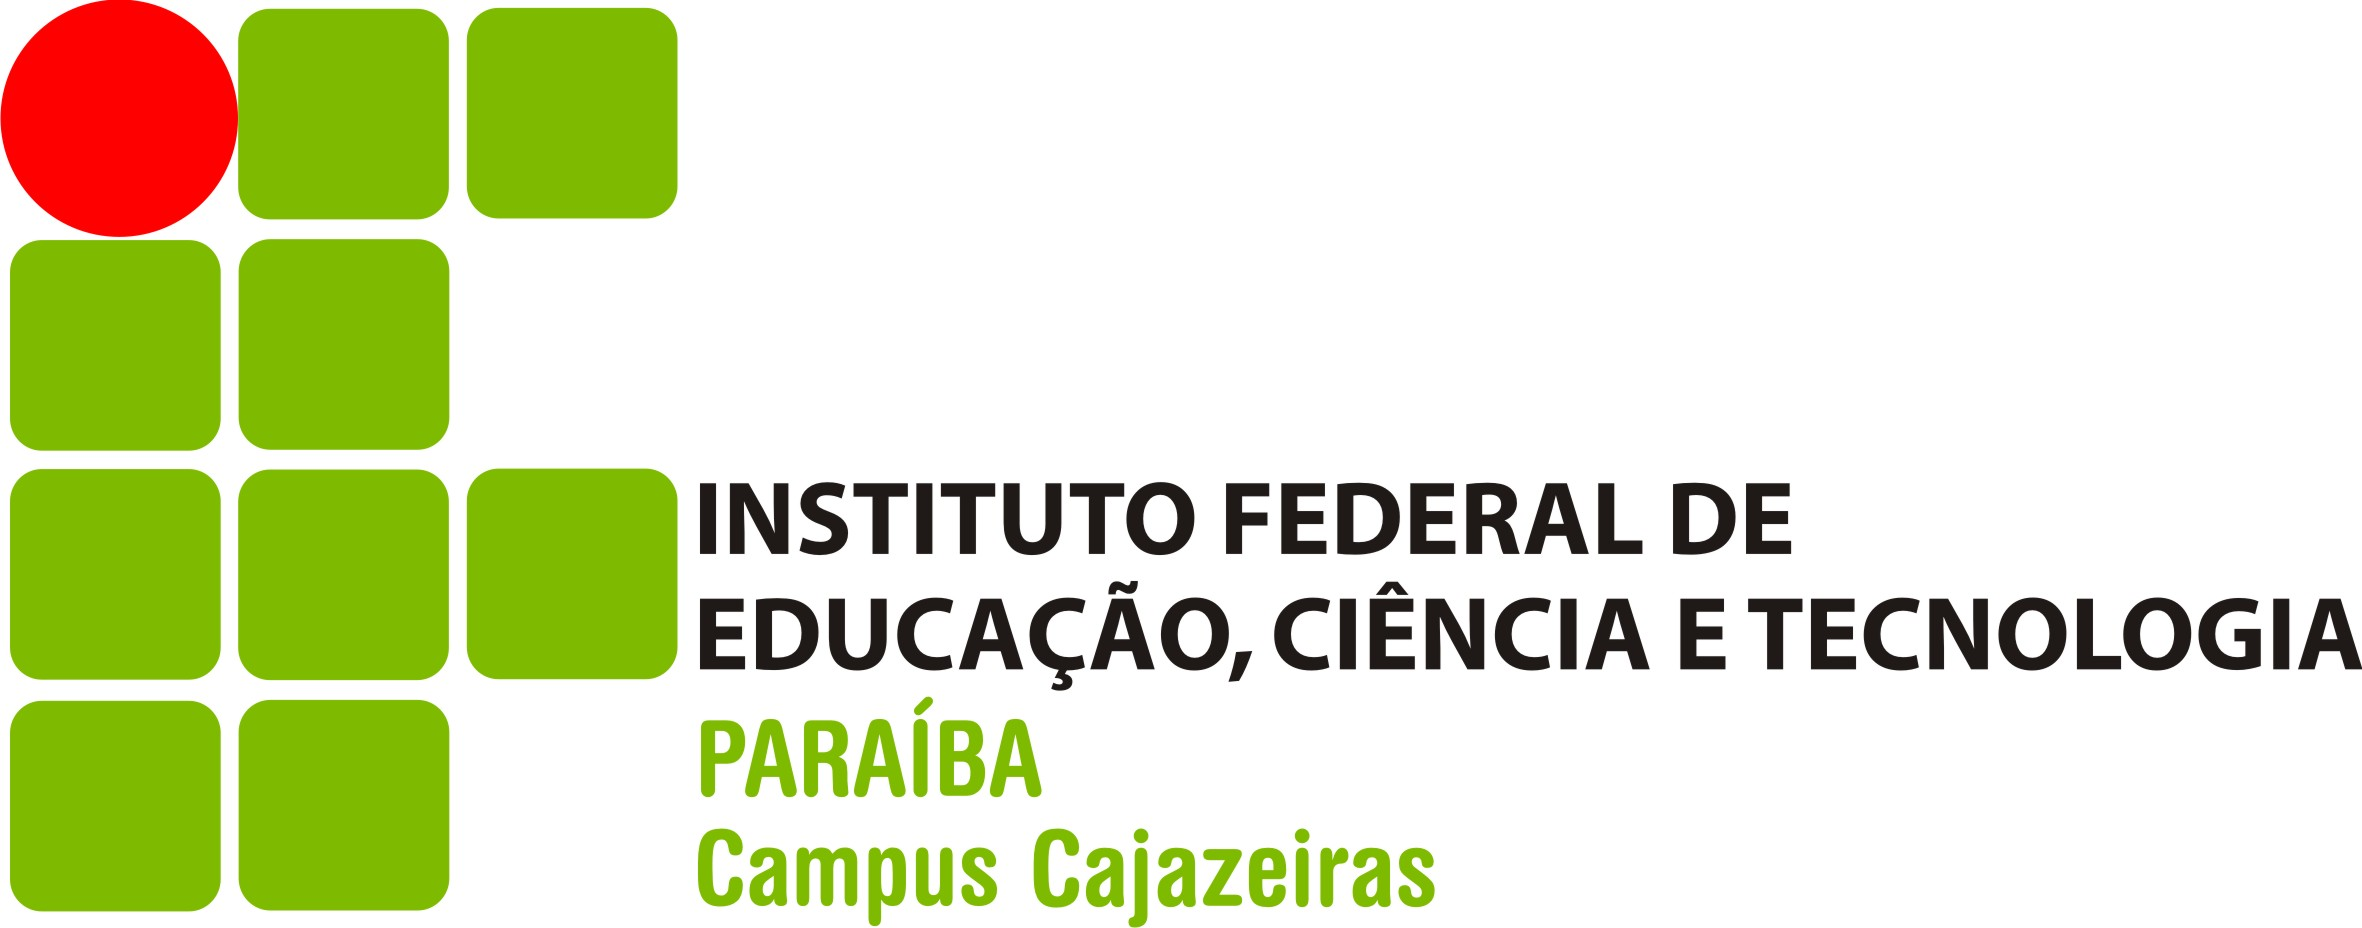 INSTITUTO FEDERAL DE
EDUCAÇÃO, CIÊNCIA E TECNOLOGIA
PARAÍBA
Campus Cajazeiras